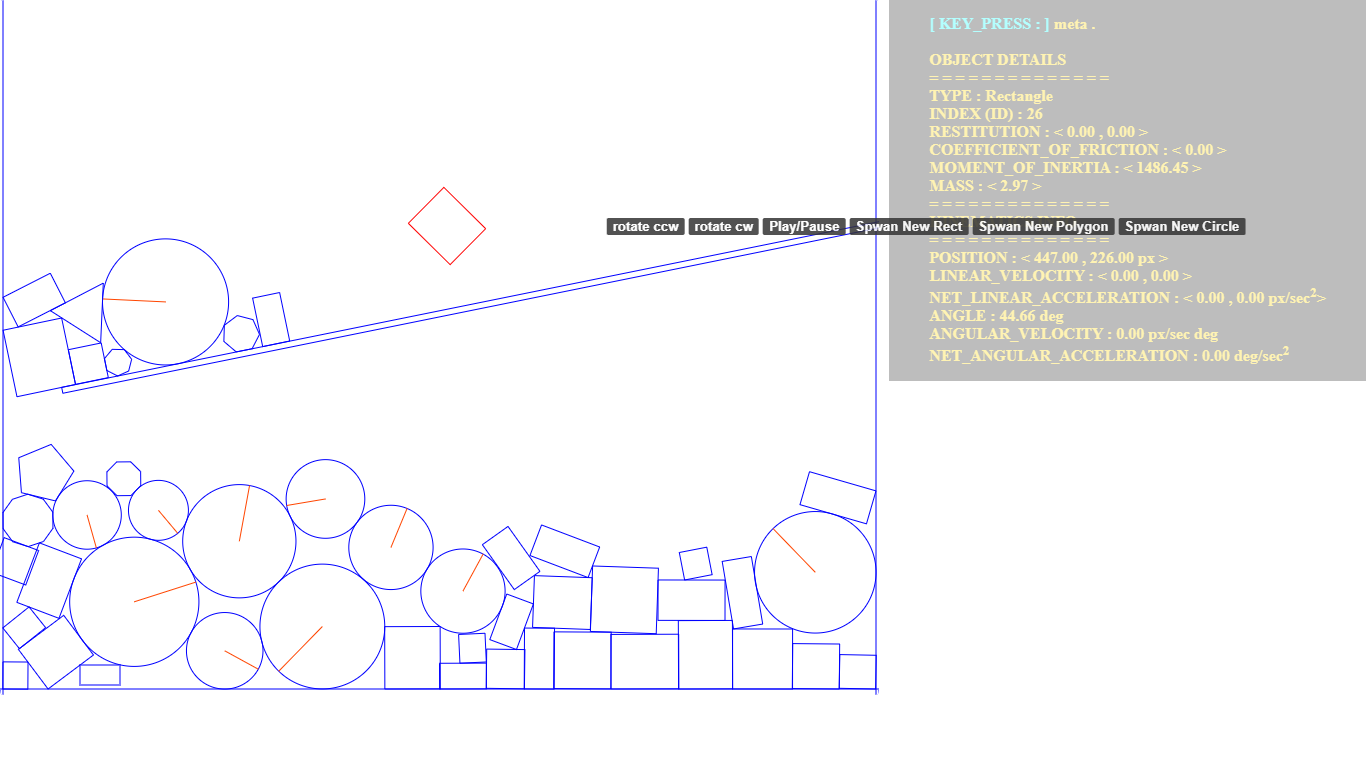 [ KEY_PRESS : ] meta .
OBJECT DETAILS
==============
TYPE : Rectangle
INDEX (ID) : 26
RESTITUTION : < 0.00 , 0.00 >
COEFFICIENT_OF_FRICTION : < 0.00 >
MOMENT_OF_INERTIA : < 1486.45 >
MASS : < 2.97 >
==============
rotate ccw rotate cw Play/Pause Spwan New Rect Spwan New Polygon Spwan New Circle
==============
POSITION : < 447.00 , 226.00 px >
LINEAR_VELOCITY : < 0.00 , 0.00 >
NET_LINEAR_ACCELERATION : < 0.00 , 0.00 px/sec²>
ANGLE : 44.66 deg
ANGULAR_VELOCITY : 0.00 px/sec deg
NET_ANGULAR_ACCELERATION : 0.00 deg/sec²